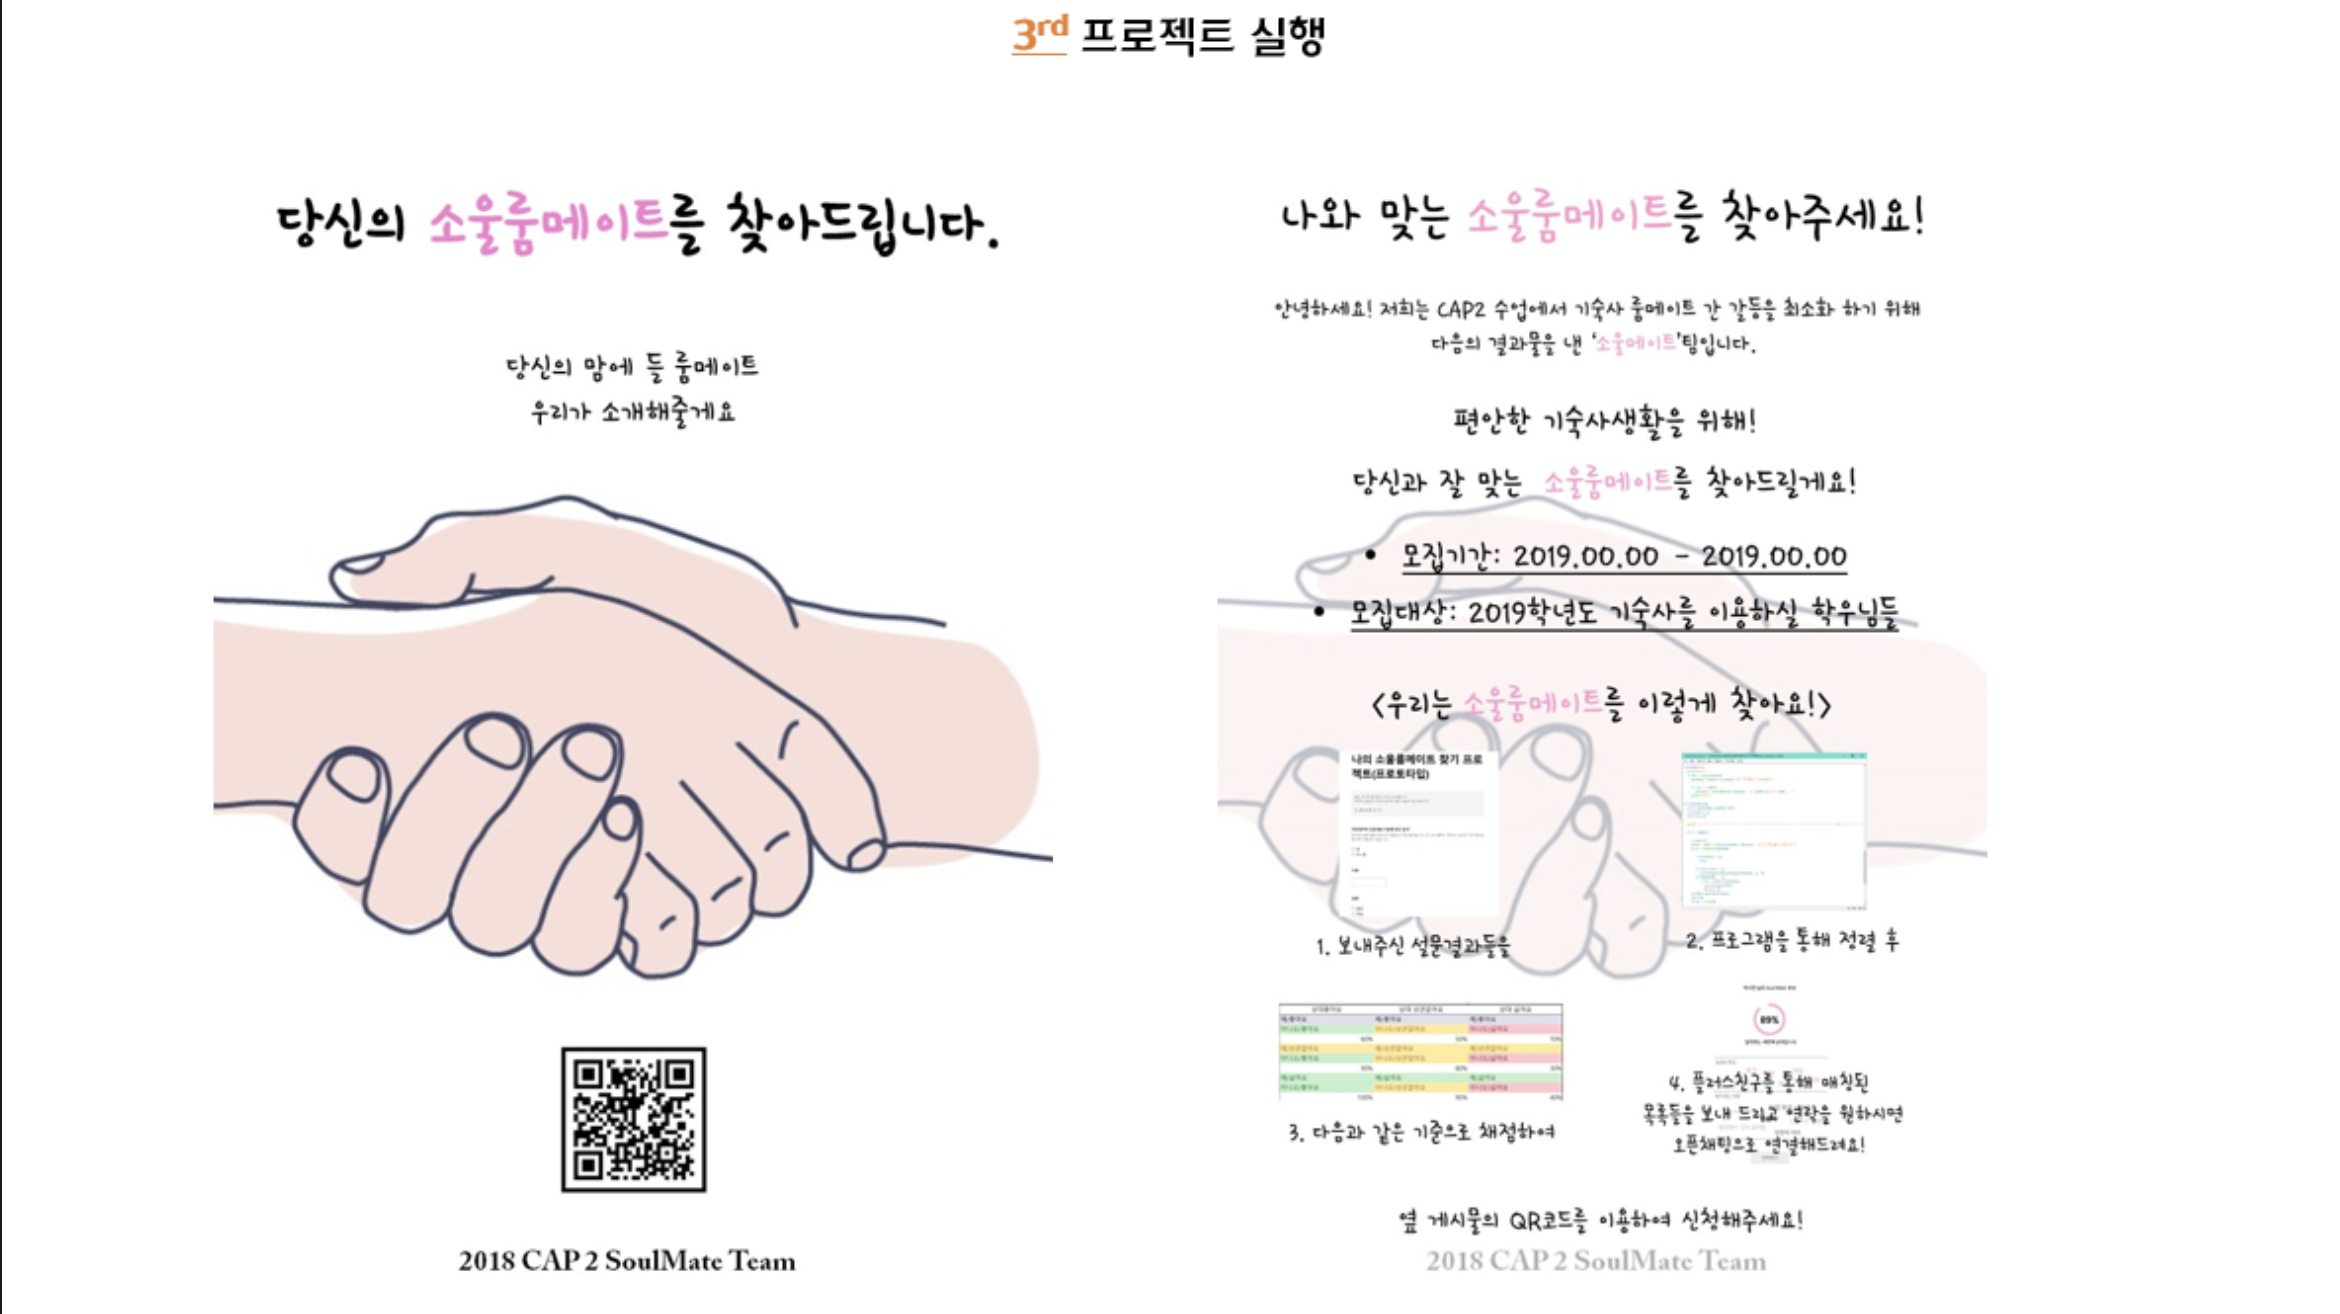 3rd 프로젝트 실행
당신의 소울룸메이트를 찾아드립니다.
당신의 맘에 들 룸메이트
우리가 소개해줄게요
2018 CAP 2 SoulMate Team
나와 맞는 소울룸메이트를 찾아주세요!
안녕하세요! 저희는 CAP2 수업에서 기숙사 룸메이트 간 갈등을 최소화 하기 위해
다음의 결과물을 낸 '소울메이트'팀입니다.
편안한 기숙사생활을 위해!
당신과 잘 맞는 소울룸메이트를 찾아드릴게요!
• 모집기간: 2019.00.00 - 2019.00.00
• 모집대상: 2019학년도 기숙사를 이용하실 학우님들
<우리는 소울룸메이트를 이렇게 찾아요!>
나의 소울룸메이트 찾기 프로
젝트(프로토타입)
1. 보내주신 설문결과들을
2. 프로그램을 통해 정렬 후
89%
3. 다음과 같은 기준으로 채점하여
4. 플러스친구를 통해 매칭된
목록들을 보내 드리고 연락을 원하시면
오픈채팅으로 연결해드려요!
옆 게시물의 QR코드를 이용하여 신청해주세요!
2018 CAP 2 SoulMate Team